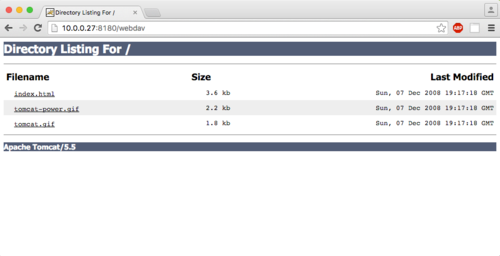 Directory Listing For /
10.0.0.27:8180/webdav
ABP
Directory Listing For /
Filename Size Last Modified
index.html 3.6 kb Sun, 07 Dec 2008 19:17:18 GMT
tomcat-power.gif 2.2 kb Sun, 07 Dec 2008 19:17:18 GMT
tomcat.gif 1.8 kb Sun, 07 Dec 2008 19:17:18 GMT
Apache Tomcat/5.5